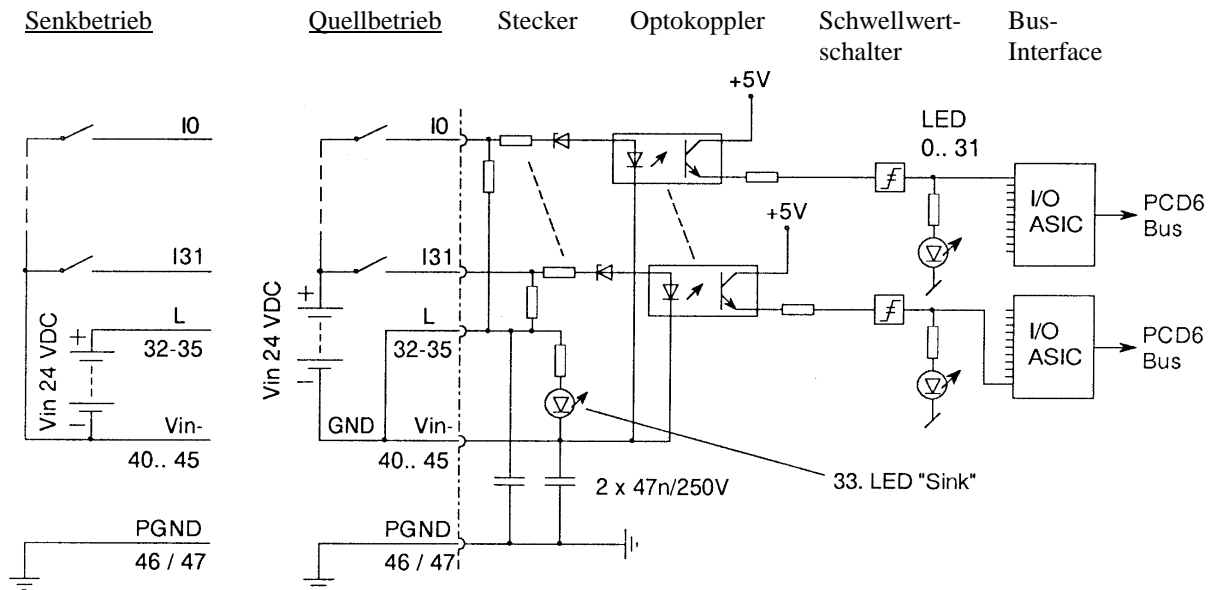 Senkbetrieb
Quellbetrieb
Stecker
Optokoppler
Schwellwert-
schalter
Bus-
Interface
+5V
I0
I0
LED
0.. 31
I/O
ASIC
PCD6
Bus
+5V
I31
I31
+
Vin 24 VDC
-
L
32-35
+
Vin 24 VDC
-
L
32-35
I/O
ASIC
PCD6
Bus
Vin-
40.. 45
GND
Vin-
40.. 45
33. LED "Sink"
2 x 47n/250V
PGND
46 / 47
PGND
46 / 47